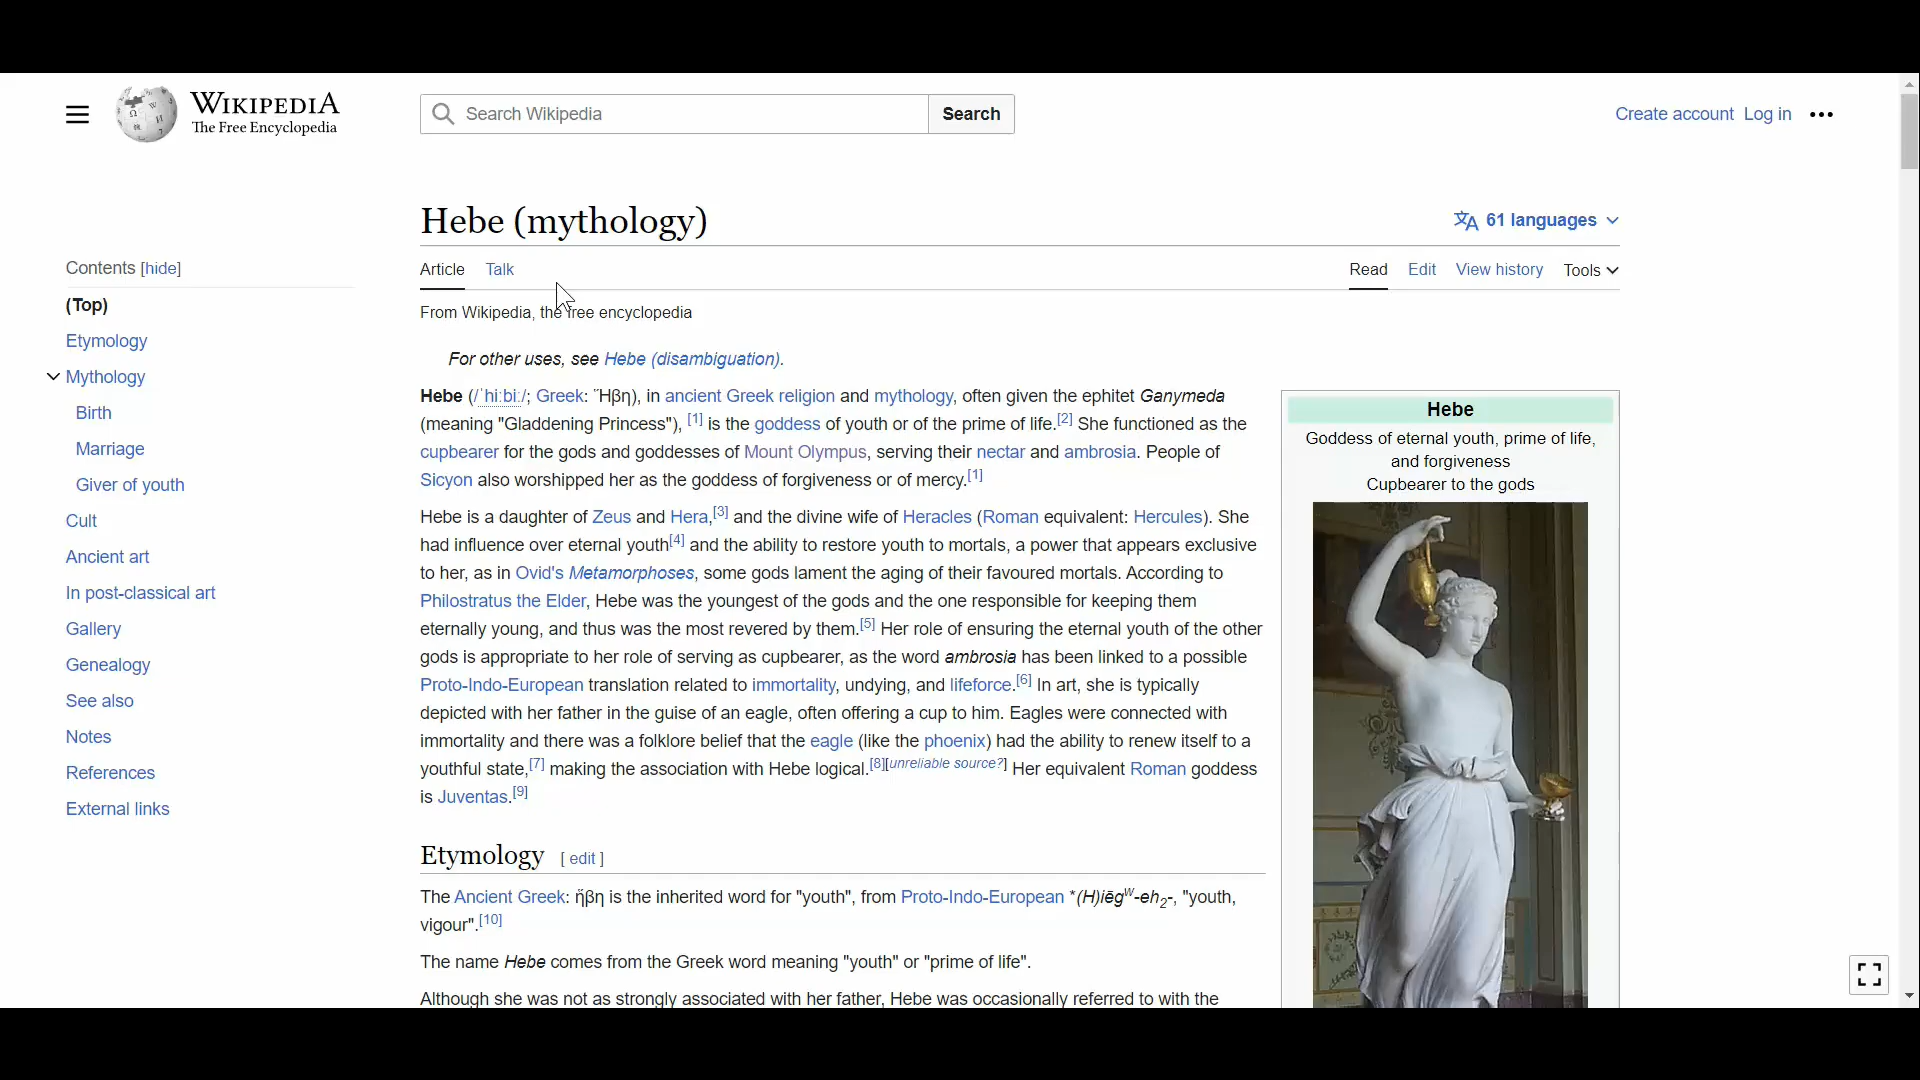 WIKIPEDIA
The Free Encyclopedia
Search Wikipedia
Search
Create account Log in
Hebe (mythology)
61 languages
Article Talk
Read Edit View history Tools
From Wikipedia, the free encyclopedia
Contents [hide]
(Top)
Etymology
Mythology
Birth
Marriage
Giver of youth
Cult
Ancient art
In post-classical art
Gallery
Genealogy
See also
Notes
References
External links
For other uses, see Hebe (disambiguation).
Hebe (/ˈhiːbiː/; Greek: Ἥβη), in ancient Greek religion and mythology, often given the ephitet Ganymeda
(meaning "Gladdening Princess"), [1] is the goddess of youth or of the prime of life.[2] She functioned as the
cupbearer for the gods and goddesses of Mount Olympus, serving their nectar and ambrosia. People of
Sicyon also worshipped her as the goddess of forgiveness or of mercy.[1]
Hebe is a daughter of Zeus and Hera,[3] and the divine wife of Heracles (Roman equivalent: Hercules). She
had influence over eternal youth[4] and the ability to restore youth to mortals, a power that appears exclusive
to her, as in Ovid's Metamorphoses, some gods lament the aging of their favoured mortals. According to
Philostratus the Elder, Hebe was the youngest of the gods and the one responsible for keeping them
eternally young, and thus was the most revered by them.[5] Her role of ensuring the eternal youth of the other
gods is appropriate to her role of serving as cupbearer, as the word ambrosia has been linked to a possible
Proto-Indo-European translation related to immortality, undying, and lifeforce.[6] In art, she is typically
depicted with her father in the guise of an eagle, often offering a cup to him. Eagles were connected with
immortality and there was a folklore belief that the eagle (like the phoenix) had the ability to renew itself to a
youthful state,[7] making the association with Hebe logical.[8][unreliable source?] Her equivalent Roman goddess
is Juventas.[9]
Etymology [ edit ]
The Ancient Greek: ἥβη is the inherited word for "youth", from Proto-Indo-European *(H)iēgʷ-eh₂-, "youth,
vigour".[10]
The name Hebe comes from the Greek word meaning "youth" or "prime of life".
Although she was not as strongly associated with her father, Hebe was occasionally referred to with the
Hebe
Goddess of eternal youth, prime of life,
and forgiveness
Cupbearer to the gods